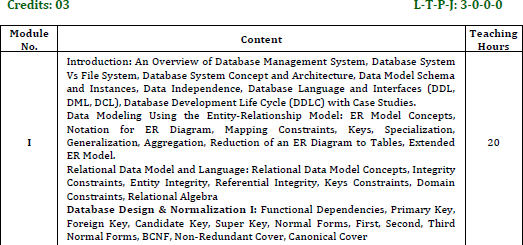 Credits: 03 L-T-P-J: 3-0-0-0
Module No. Content Teaching Hours
Introduction: An Overview of Database Management System, Database System
Vs File System, Database System Concept and Architecture, Data Model Schema
and Instances, Data Independence, Database Language and Interfaces (DDL,
DML, DCL), Database Development Life Cycle (DDLC) with Case Studies.
Data Modeling Using the Entity-Relationship Model: ER Model Concepts,
Notation for ER Diagram, Mapping Constraints, Keys, Specialization,
I Generalization, Aggregation, Reduction of an ER Diagram to Tables, Extended 20
ER Model.
Relational Data Model and Language: Relational Data Model Concepts, Integrity
Constraints, Entity Integrity, Referential Integrity, Keys Constraints, Domain
Constraints, Relational Algebra
Database Design & Normalization I: Functional Dependencies, Primary Key,
Foreign Key, Candidate Key, Super Key, Normal Forms, First, Second, Third
Normal Forms, BCNF, Non-Redundant Cover, Canonical Cover